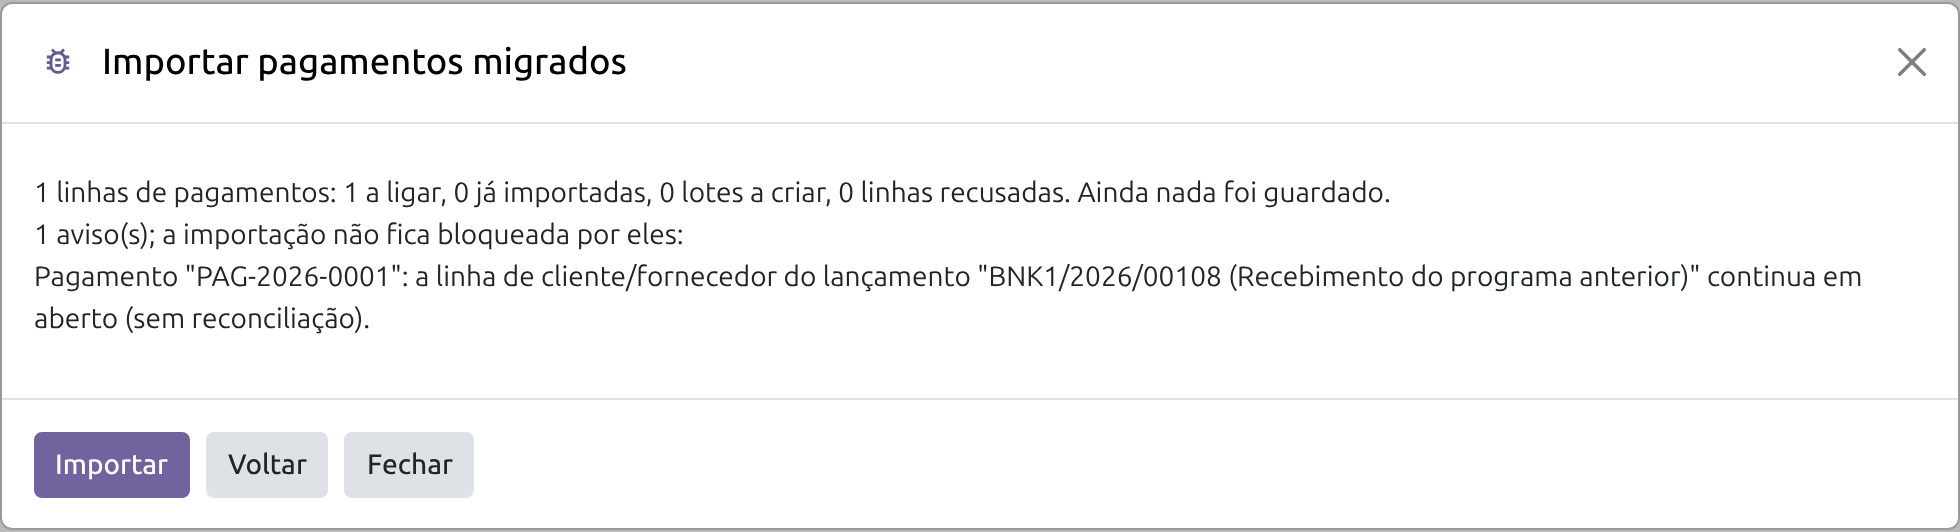 Importar pagamentos migrados
1 linhas de pagamentos: 1 a ligar, 0 já importadas, 0 lotes a criar, 0 linhas recusadas. Ainda nada foi guardado.
1 aviso(s); a importação não fica bloqueada por eles:
Pagamento "PAG-2026-0001": a linha de cliente/fornecedor do lançamento "BNK1/2026/00108 (Recebimento do programa anterior)" continua em
aberto (sem reconciliação).
Importar
Voltar
Fechar